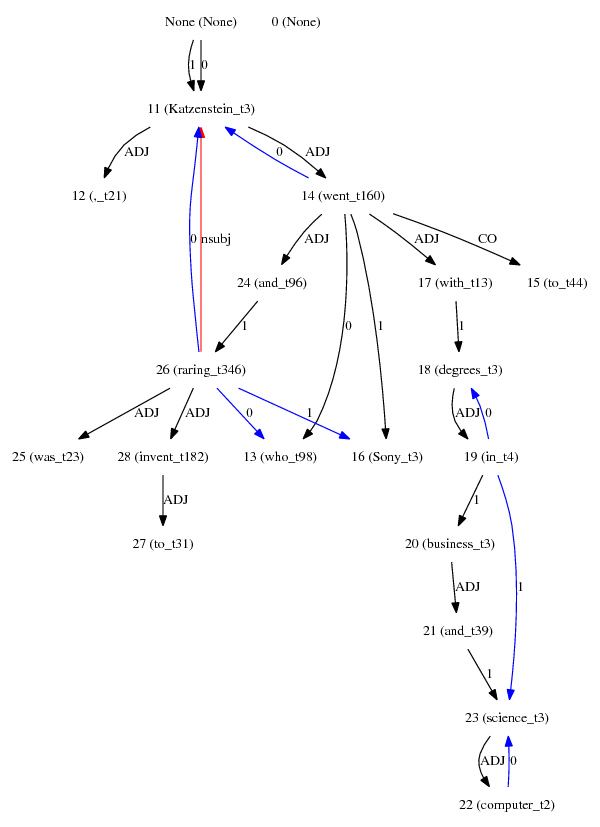 None (None) 0 (None)
1 0
11 (Katzenstein_t3)
ADJ 0 ADJ
12 (,_t21) 14 (went_t160)
0 nsubj ADJ ADJ CO
24 (and_t96) 17 (with_t13) 15 (to_t44)
1 0 1 1
26 (raring_t346) 18 (degrees_t3)
ADJ ADJ 0 1 ADJ 0
25 (was_t23) 28 (invent_t182) 13 (who_t98) 16 (Sony_t3) 19 (in_t4)
ADJ 1
27 (to_t31) 20 (business_t3)
ADJ 1
21 (and_t39)
1
23 (science_t3)
ADJ 0
22 (computer_t2)